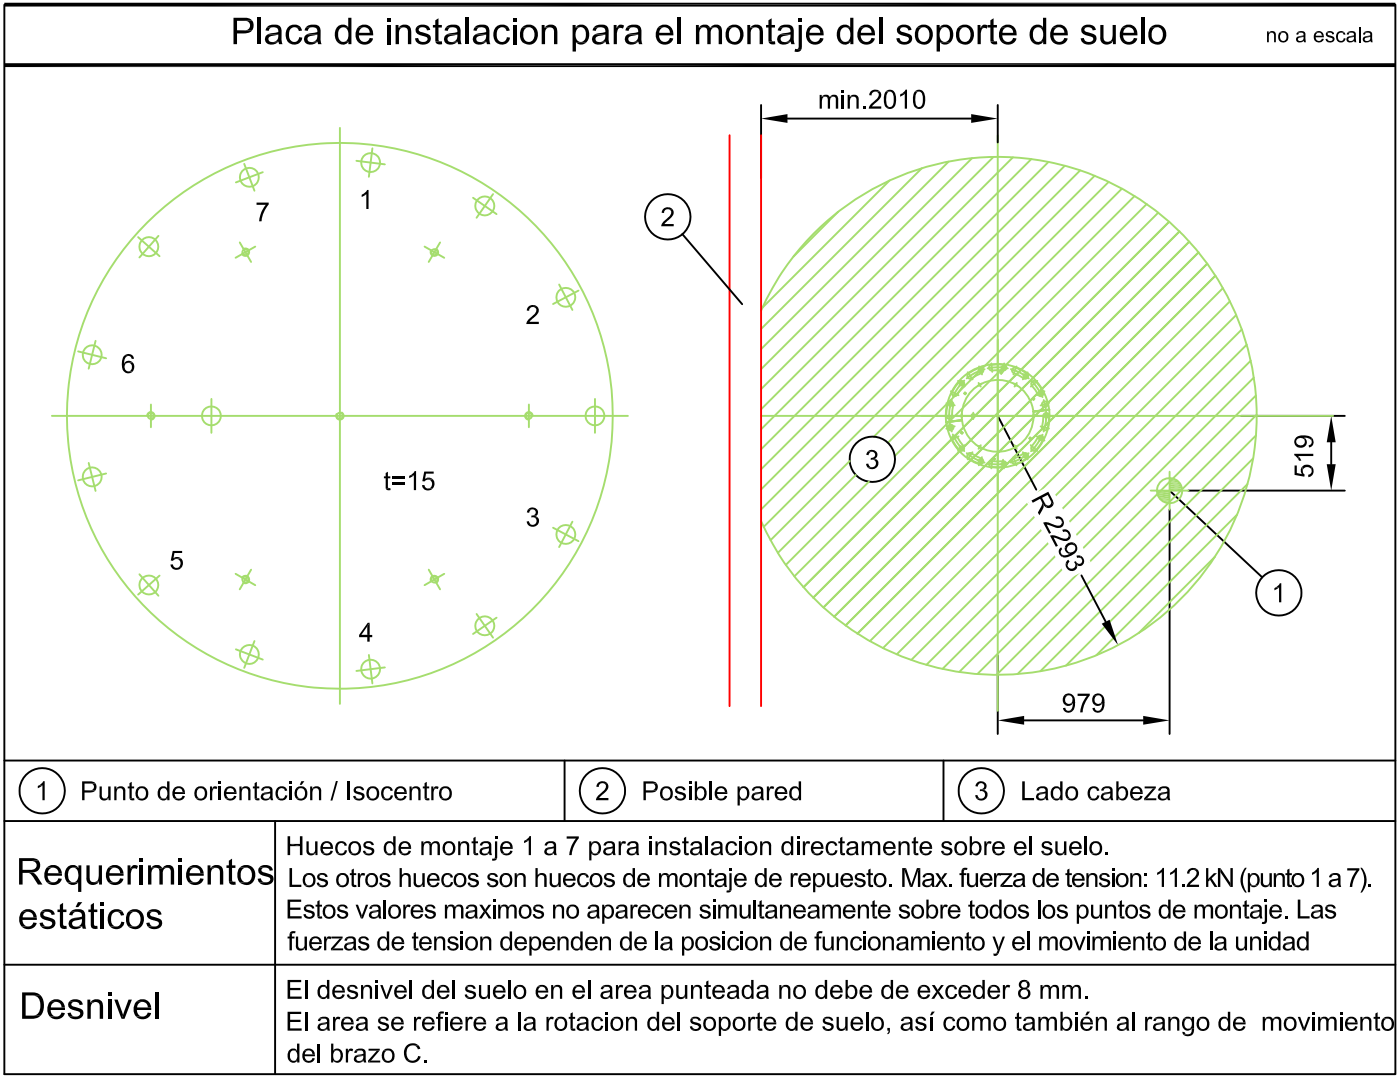 Placa de instalacion para el montaje del soporte de suelo
no a escala
min.2010
7
1
2
2
6
3
t=15
519
3
R 2293
5
1
4
979
1 Punto de orientación / Isocentro
2 Posible pared
3 Lado cabeza
Requerimientos
estáticos
Huecos de montaje 1 a 7 para instalacion directamente sobre el suelo.
Los otros huecos son huecos de montaje de repuesto. Max. fuerza de tension: 11.2 kN (punto 1 a 7).
Estos valores maximos no aparecen simultaneamente sobre todos los puntos de montaje. Las
fuerzas de tension dependen de la posicion de funcionamiento y el movimiento de la unidad
Desnivel
El desnivel del suelo en el area punteada no debe de exceder 8 mm.
El area se refiere a la rotacion del soporte de suelo, así como también al rango de movimiento
del brazo C.